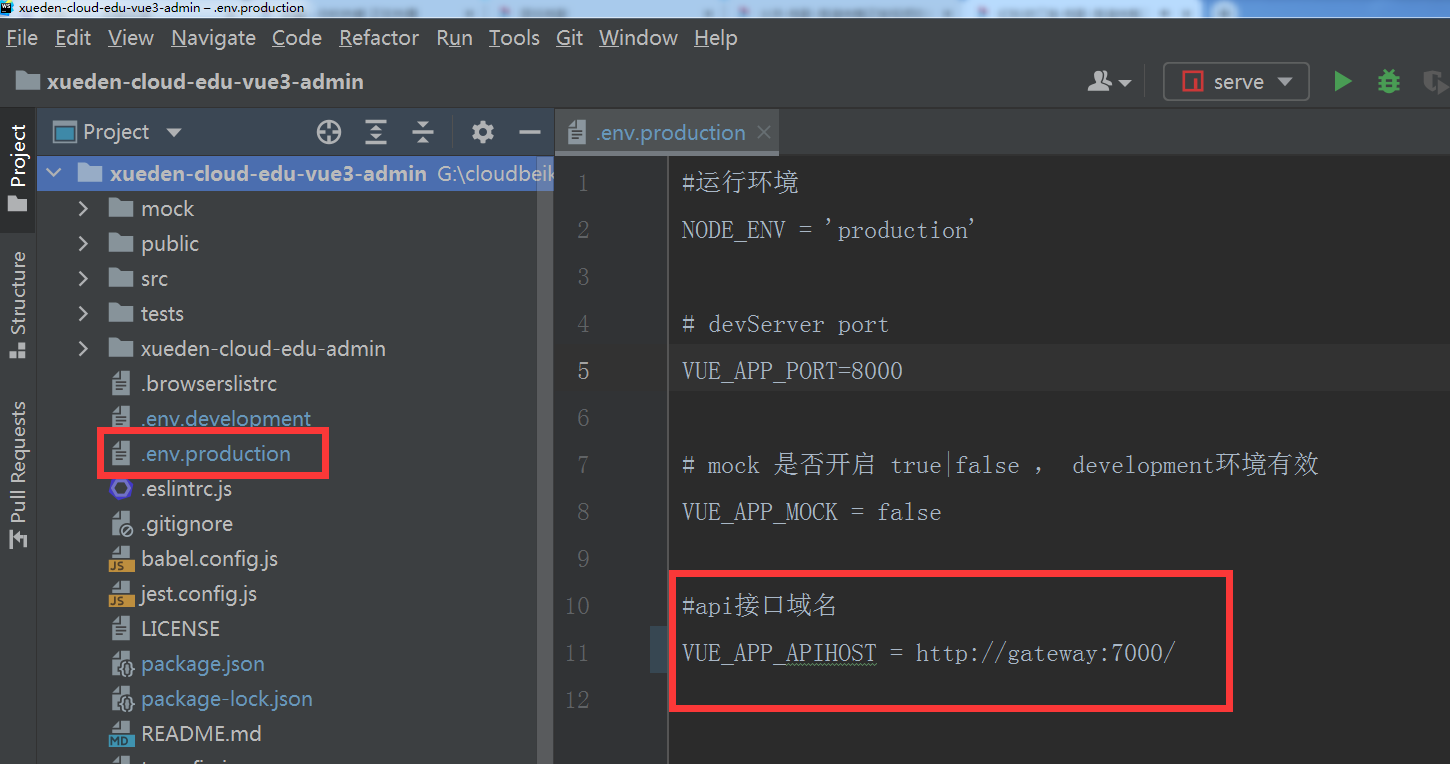 xueden-cloud-edu-vue3-admin – .env.production
File Edit View Navigate Code Refactor Run Tools Git Window Help
xueden-cloud-edu-vue3-admin
serve
Project
Structure
Pull Requests
Project
xueden-cloud-edu-vue3-admin G:\cloudbeik
mock
public
src
tests
xueden-cloud-edu-admin
.browserslistrc
.env.development
.env.production
.eslintrc.js
.gitignore
babel.config.js
jest.config.js
LICENSE
package.json
package-lock.json
README.md
.env.production
1 #运行环境
2 NODE_ENV = 'production'
3
4 # devServer port
5 VUE_APP_PORT=8000
6
7 # mock 是否开启 true|false ， development环境有效
8 VUE_APP_MOCK = false
9
10 #api接口域名
11 VUE_APP_APIHOST = http://gateway:7000/
12